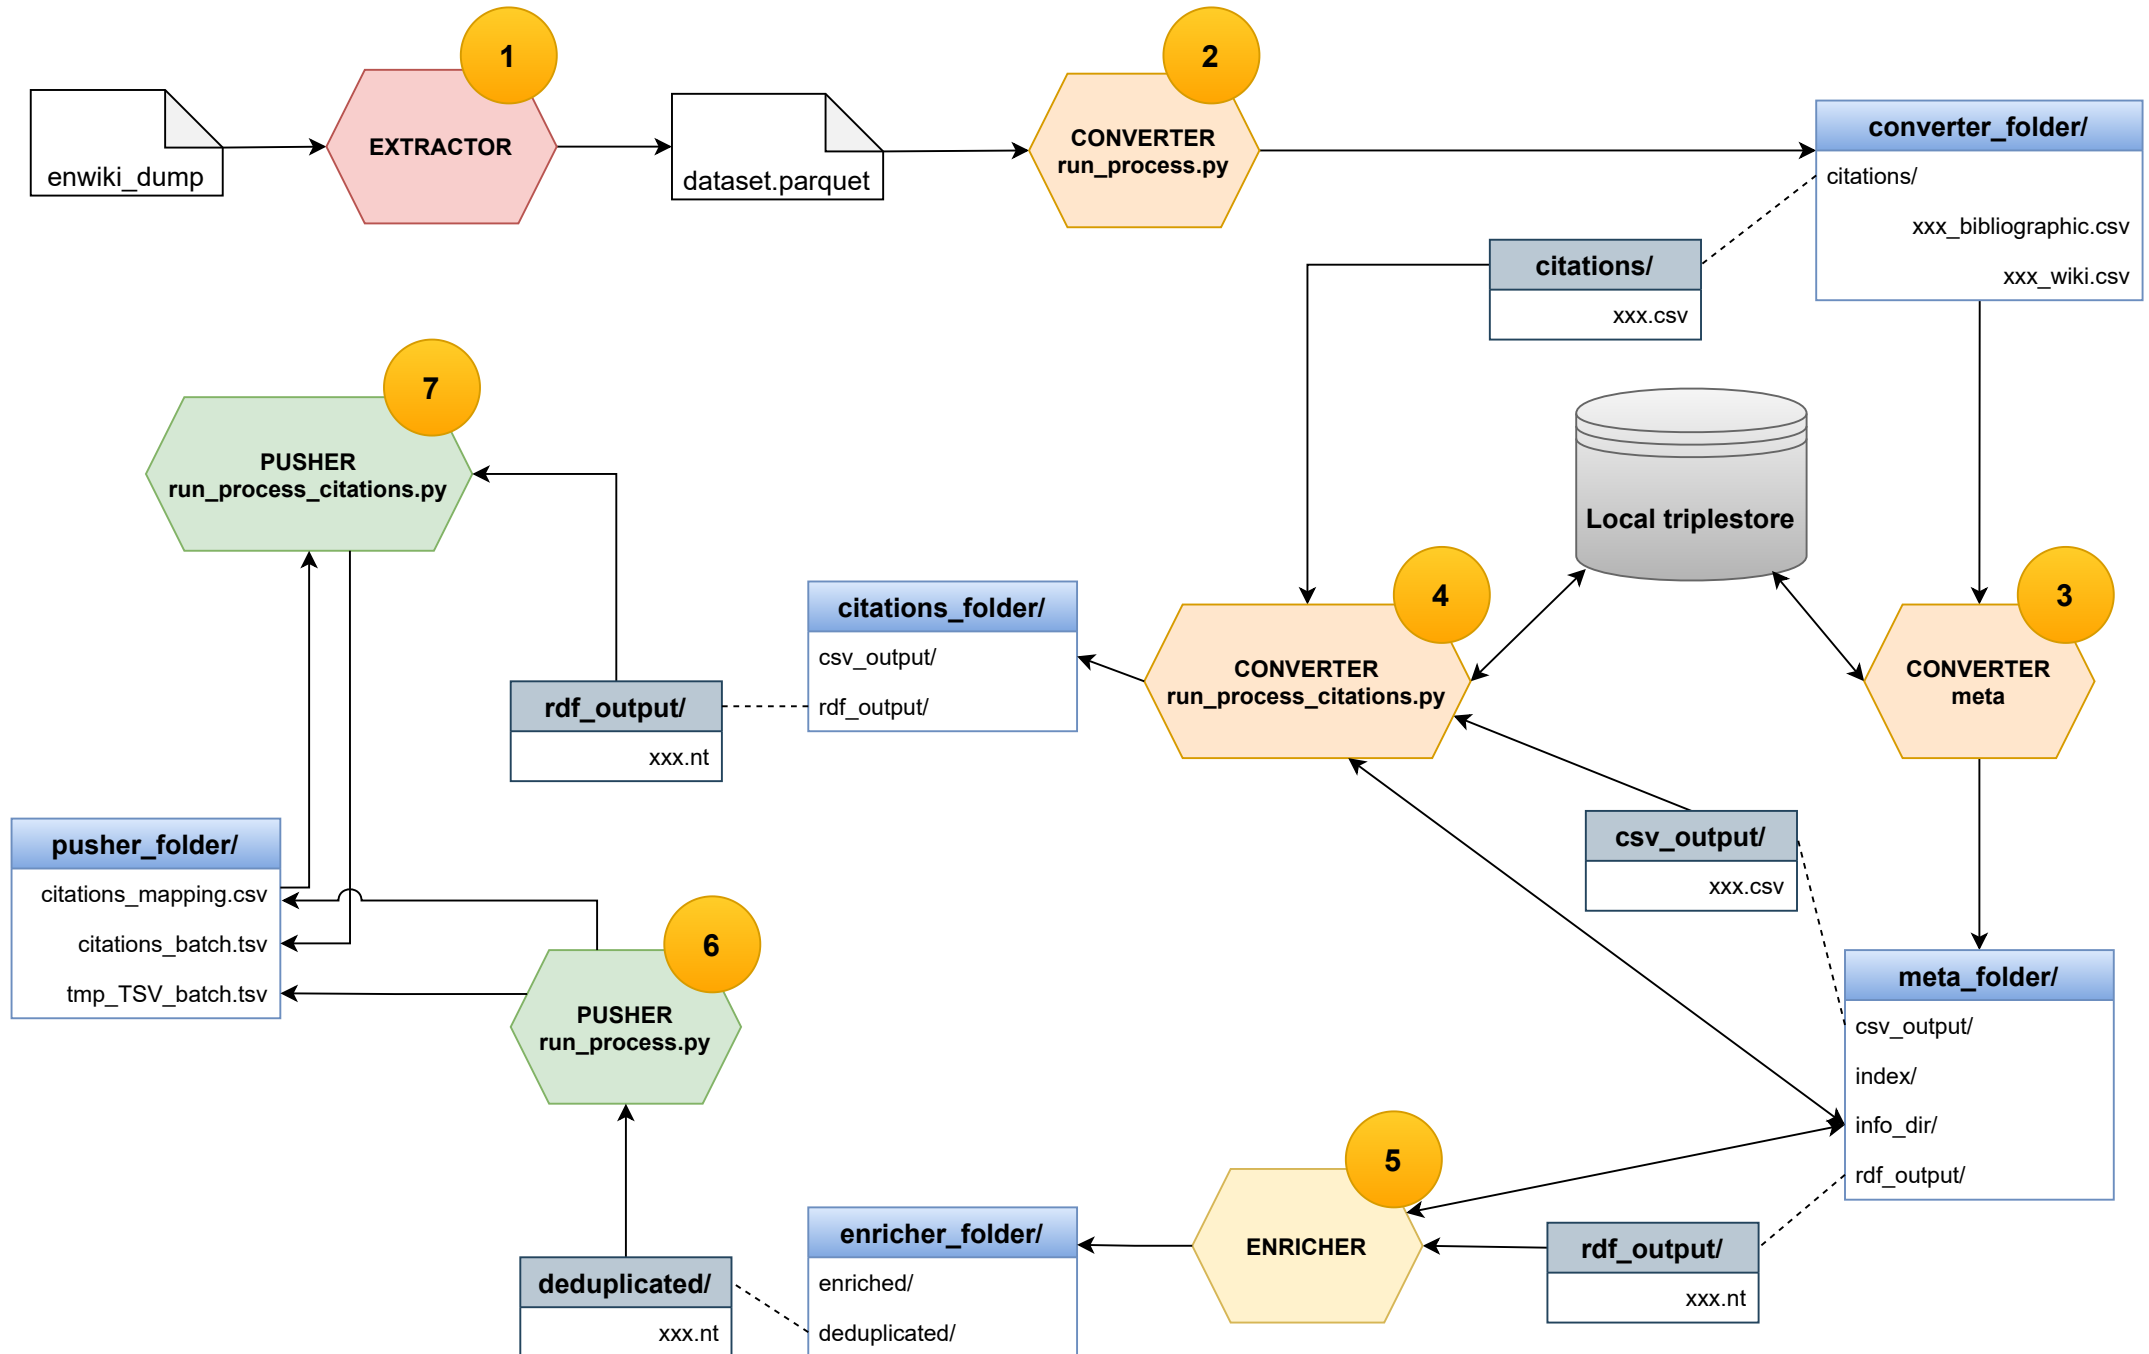 1
2
enwiki_dump
EXTRACTOR
dataset.parquet
CONVERTER
run_process.py
converter_folder/
citations/
xxx_bibliographic.csv
xxx_wiki.csv
citations/
xxx.csv
7
PUSHER
run_process_citations.py
Local triplestore
citations_folder/
csv_output/
rdf_output/
4
CONVERTER
run_process_citations.py
3
CONVERTER
meta
rdf_output/
xxx.nt
pusher_folder/
citations_mapping.csv
citations_batch.tsv
tmp_TSV_batch.tsv
csv_output/
xxx.csv
6
PUSHER
run_process.py
meta_folder/
csv_output/
index/
info_dir/
rdf_output/
5
ENRICHER
rdf_output/
xxx.nt
enricher_folder/
enriched/
deduplicated/
deduplicated/
xxx.nt